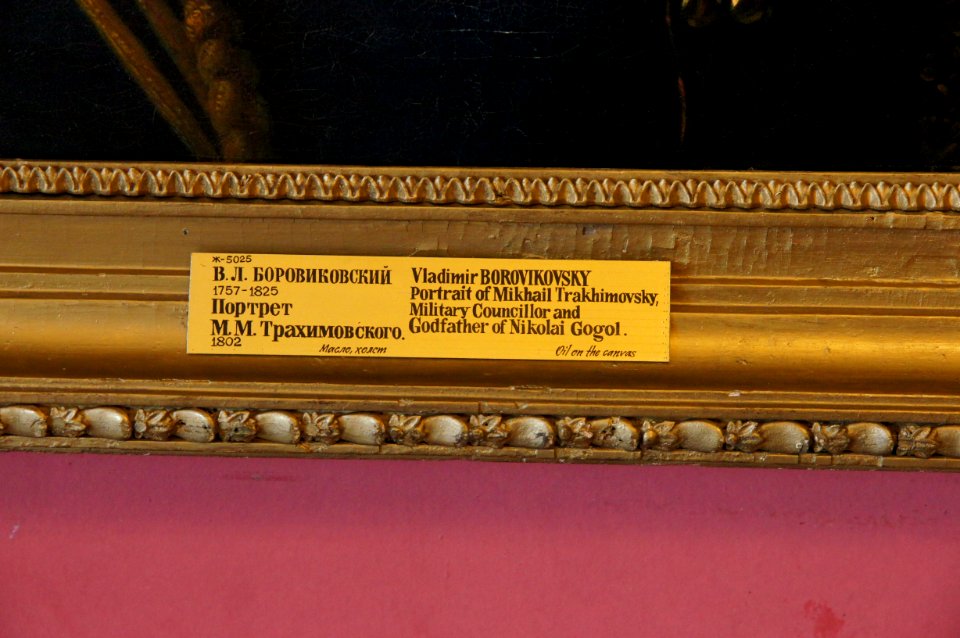 Ж-5025
В. Л. БОРОВИКОВСКИЙ
1757-1825
Портрет
М. М. Трахимовского.
1802
Масло, холст
Vladimir BOROVIKOVSKY
Portrait of Mikhail Trakhimovsky,
Military Councillor and
Godfather of Nikolai Gogol.
Oil on the canvas